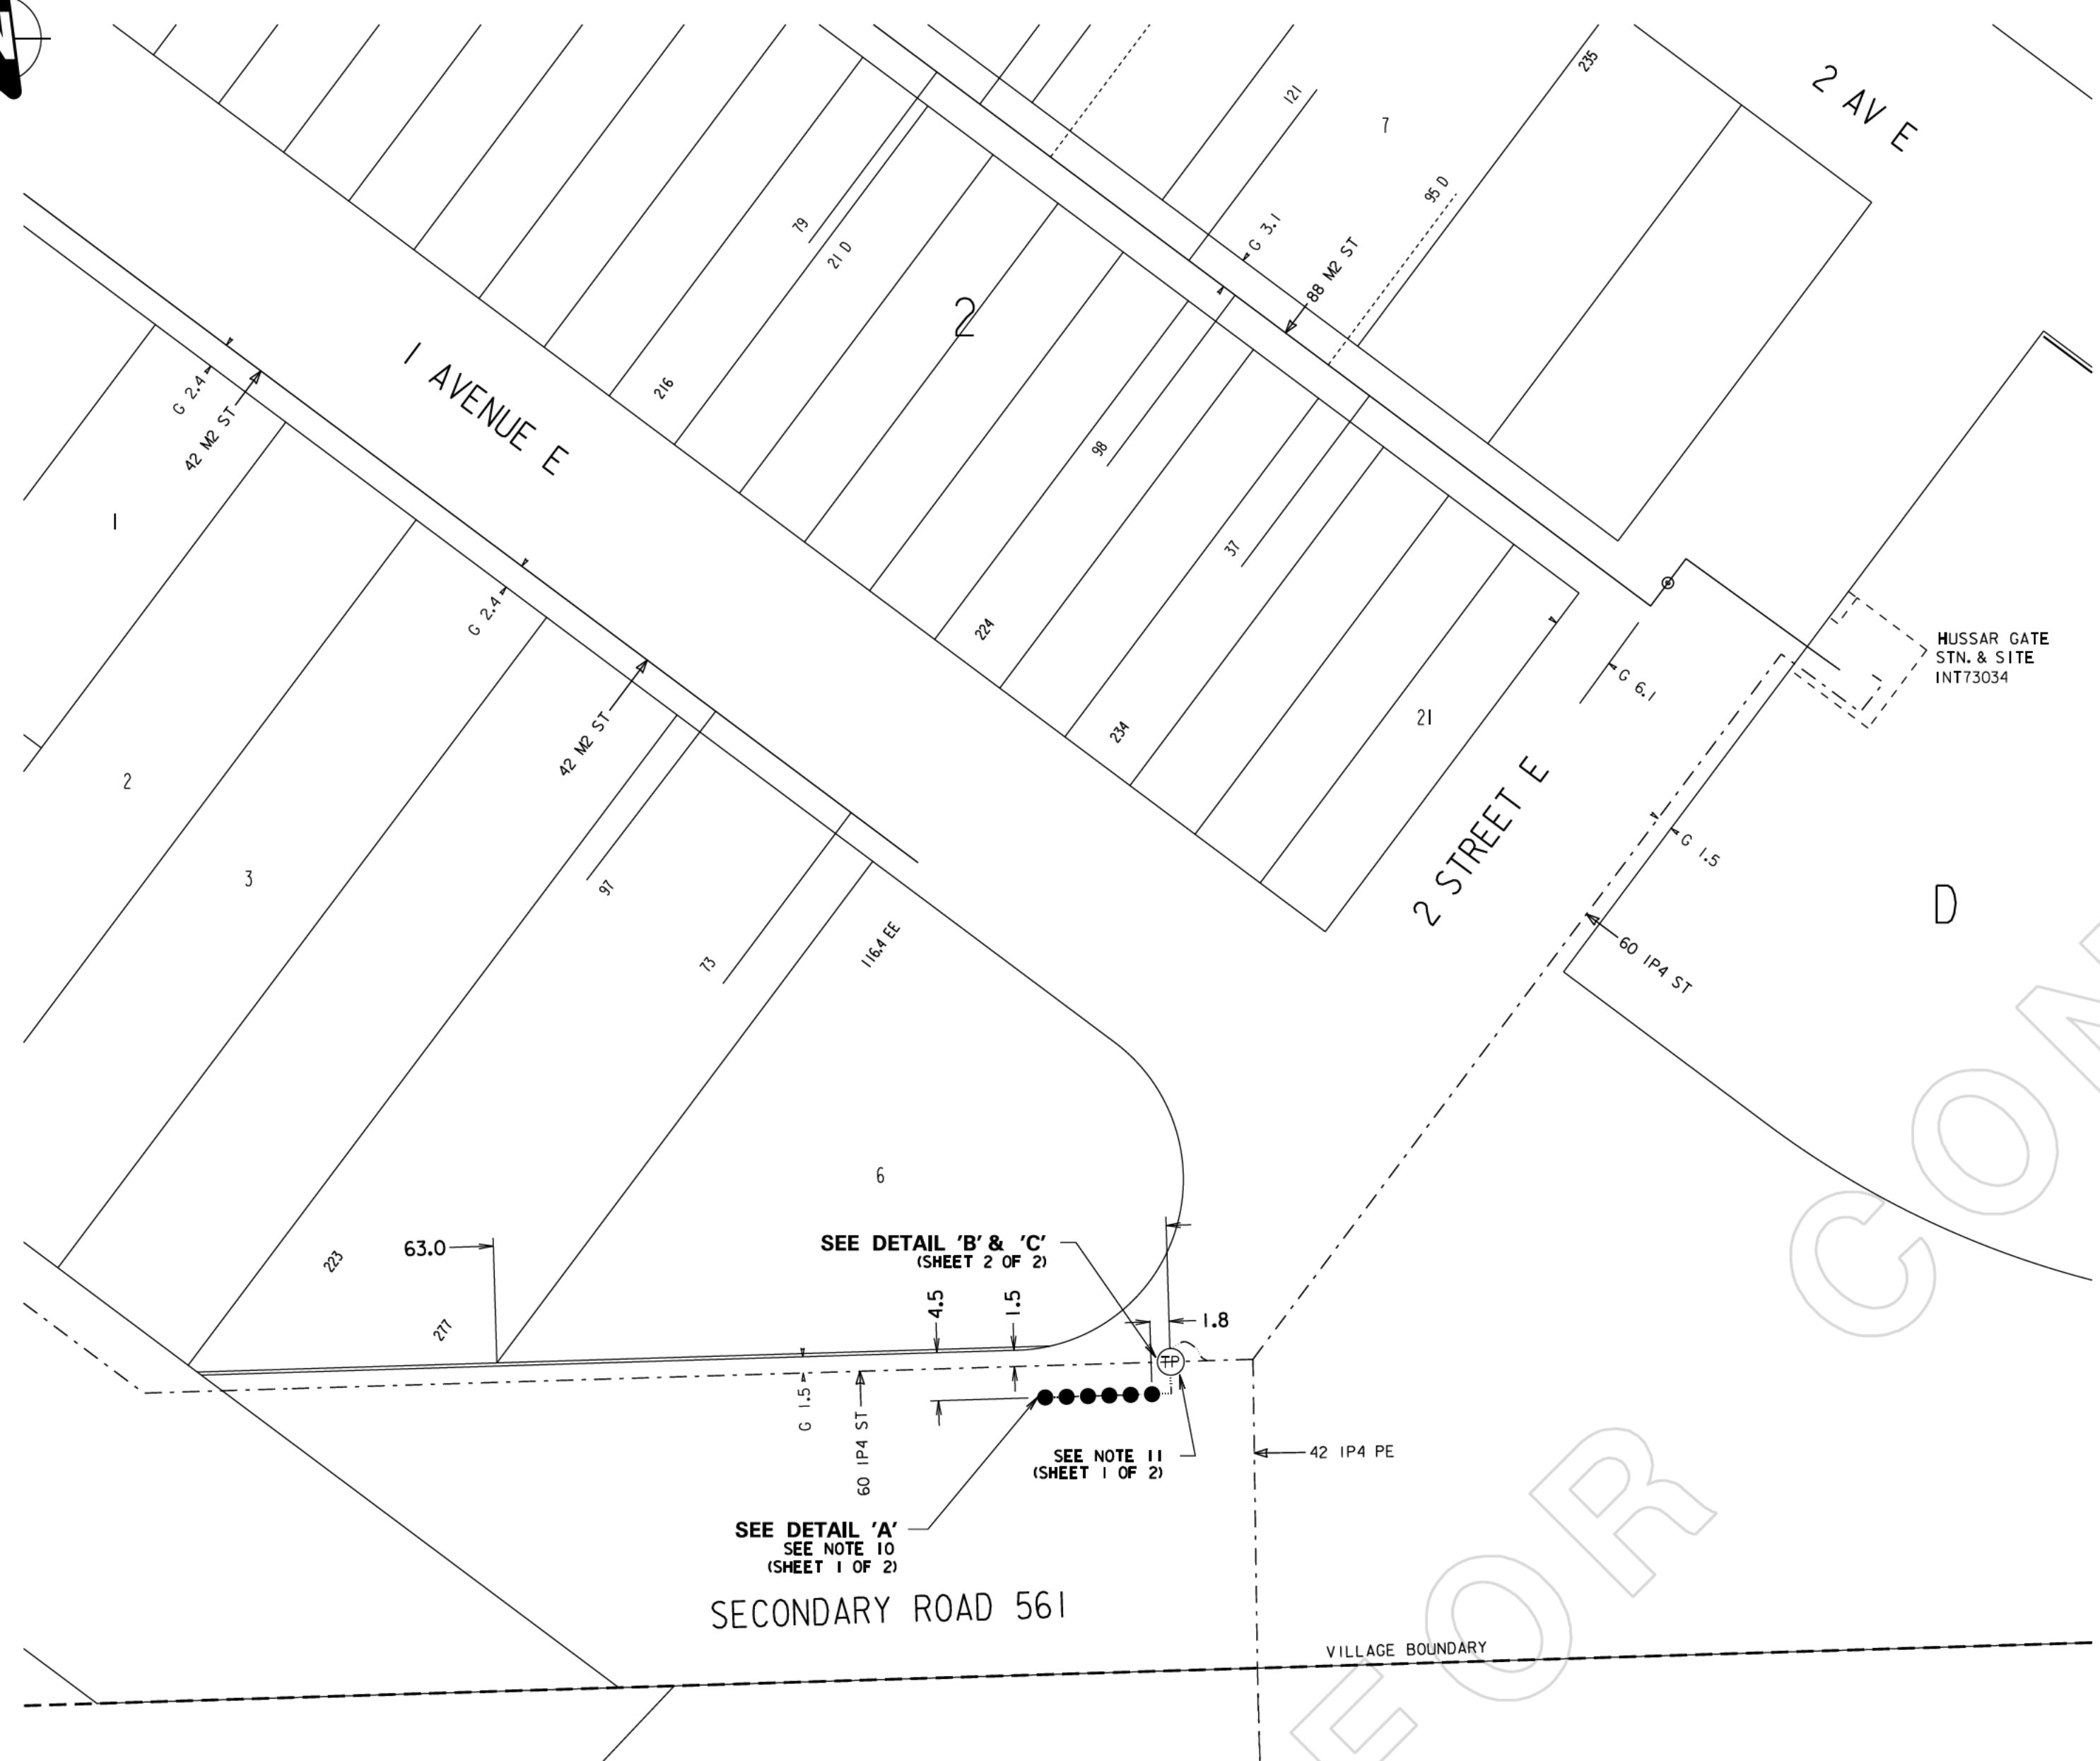 2 AV E
235
121
7
95 D
79
21 D
G 3.1
88 M2 ST
2
1 AVENUE E
G 2.4
42 M2 ST
216
98
1
37
G 2.4
224
HUSSAR GATE
STN. & SITE
INT73034
G 6.1
42 M2 ST
234
21
2
2 STREET E
G 1.5
3
97
D
116.4 EE
73
60 IP4 ST
6
63.0
223
SEE DETAIL 'B' & 'C'
(SHEET 2 OF 2)
4.5
1.5
1.8
277
TP
G 1.5
60 IP4 ST
SEE NOTE 11
(SHEET 1 OF 2)
42 IP4 PE
SEE DETAIL 'A'
SEE NOTE 10
(SHEET 1 OF 2)
SECONDARY ROAD 561
VILLAGE BOUNDARY
FOR CON